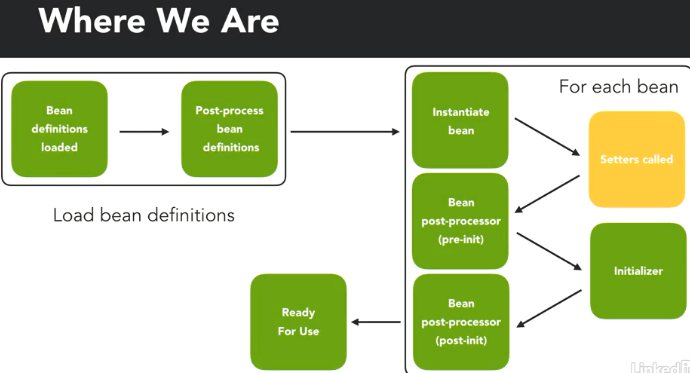 Where We Are
Bean
definitions
loaded
Post-process
bean
definitions
Load bean definitions
For each bean
Instantiate
bean
Setters called
Bean
post-processor
(pre-init)
Initializer
Bean
post-processor
(post-init)
Ready
For Use